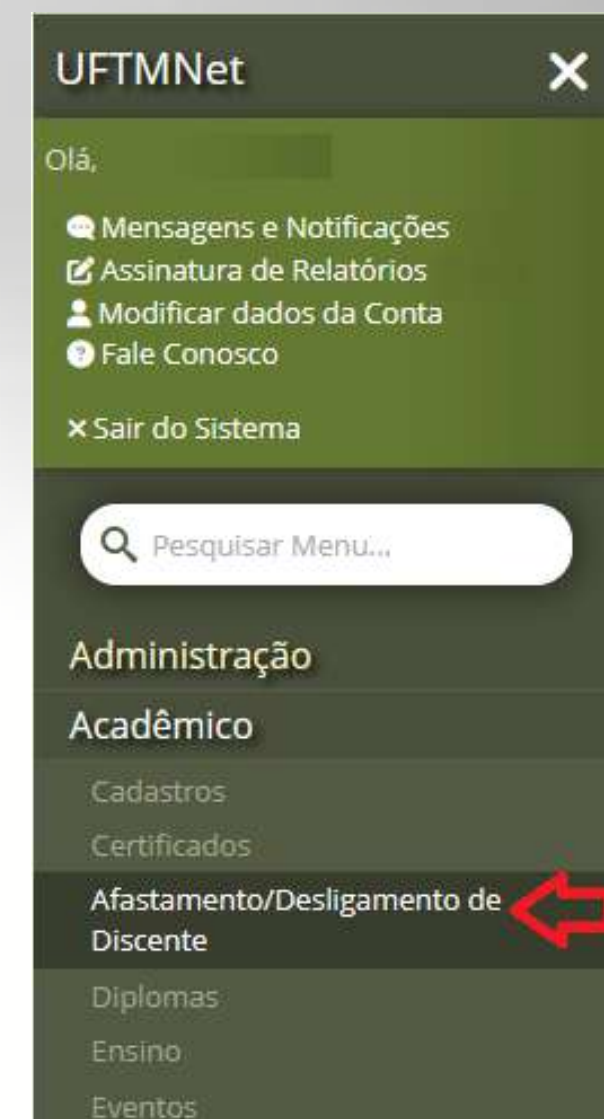 UFTMNet
Olá,
Mensagens e Notificações
Assinatura de Relatórios
Modificar dados da Conta
Fale Conosco
Sair do Sistema
Pesquisar Menu...
Administração
Acadêmico
Cadastros
Certificados
Afastamento/Desligamento de
Discente
Diplomas
Ensino
Eventos